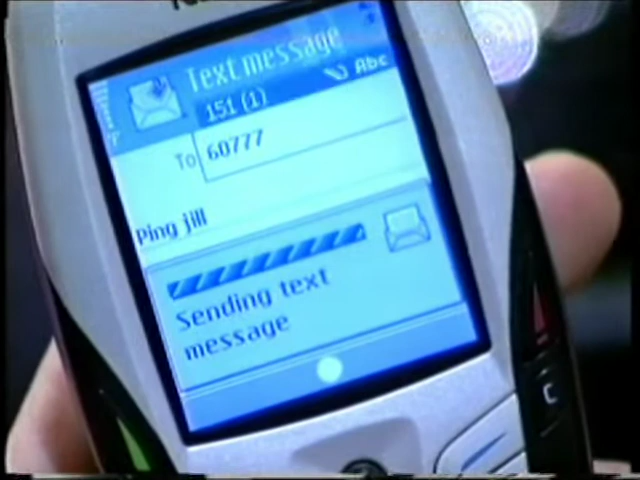 Text message
151 (1)
Abc
To 60777
Ping jill
Sending text
message
C